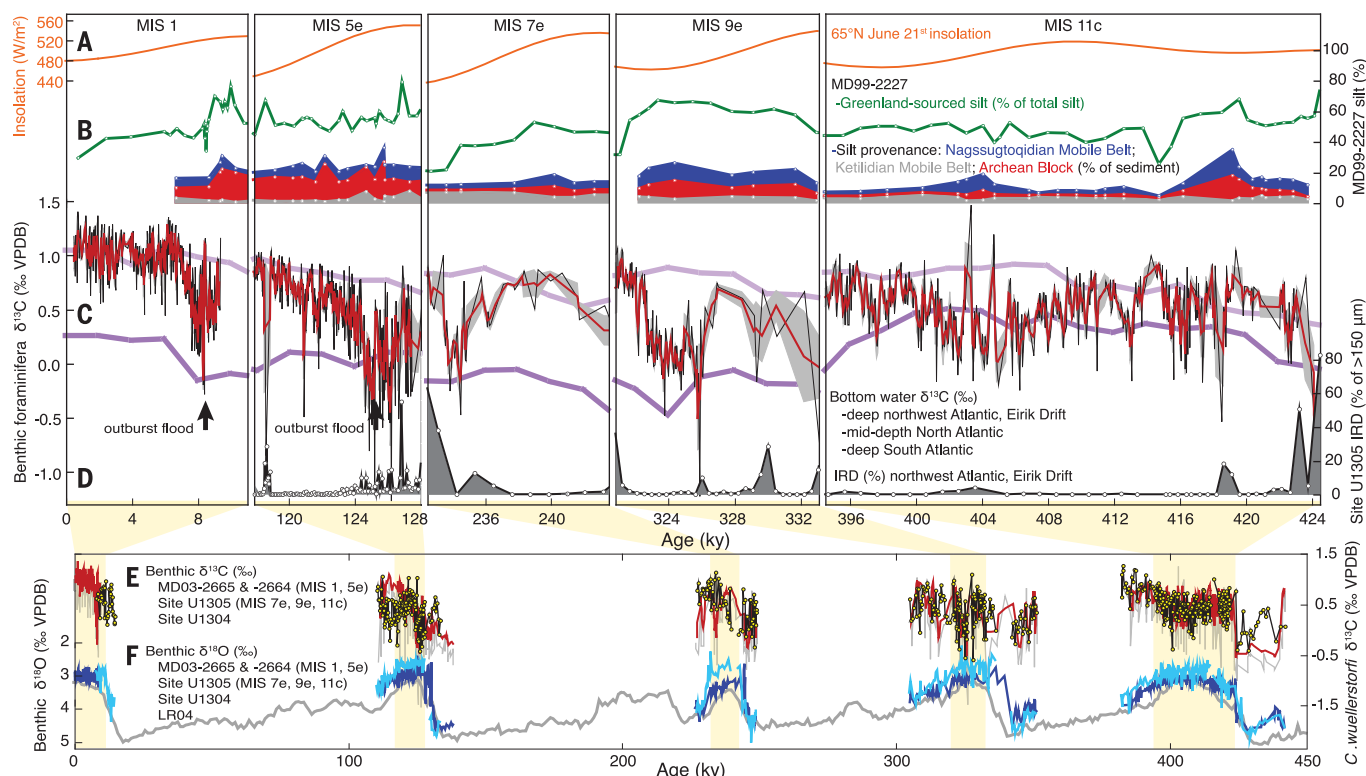 MIS 1
MIS 5e
MIS 7e
MIS 9e
MIS 11c
560
520
480
440
Insolation (W/m²)
A
65°N June 21st insolation
100
80
60
40
20
0
MD99-2227 silt (%)
B
MD99-2227
-Greenland-sourced silt (% of total silt)
-Silt provenance: Nagssugtoqidian Mobile Belt;
Ketilidian Mobile Belt; Archean Block (% of sediment)
1.5
1.0
0.5
0.0
-0.5
-1.0
Benthic foraminifera δ¹³C (‰ VPDB)
C
outburst flood
outburst flood
Bottom water δ¹³C (‰)
-deep northwest Atlantic, Eirik Drift
-mid-depth North Atlantic
-deep South Atlantic
80
60
40
20
0
Site U1305 IRD (% of >150 µm)
D
IRD (%) northwest Atlantic, Eirik Drift
0 4 8
120 124 128
236 240
324 328 332
396 400 404 408 412 416 420 424
Age (ky)
E
Benthic δ¹³C (‰)
MD03-2665 & -2664 (MIS 1, 5e)
Site U1305 (MIS 7e, 9e, 11c)
Site U1304
1.5
0.5
-0.5
-1.5
C. wuellerstorfi δ¹³C (‰ VPDB)
F
Benthic δ¹⁸O (‰)
MD03-2665 & -2664 (MIS 1, 5e)
Site U1305 (MIS 7e, 9e, 11c)
Site U1304
LR04
2
3
4
5
Benthic δ¹⁸O (‰ VPDB)
0 100 200 300 400 450
Age (ky)